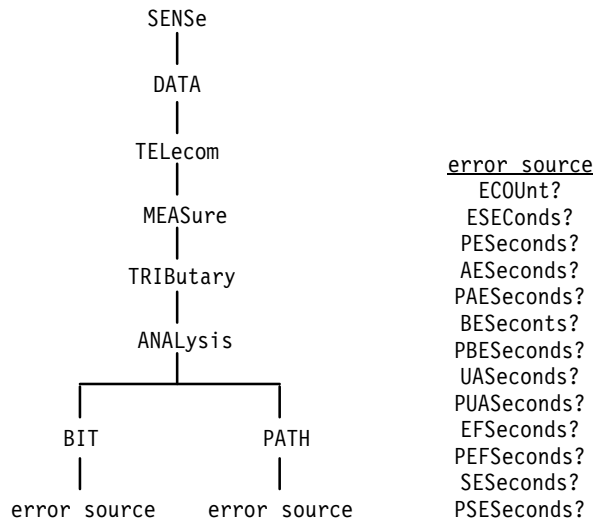 SENSe
DATA
TELecom
MEASure
TRIButary
ANALysis
BIT PATH
error source error source
error source
ECOUnt?
ESEConds?
PESeconds?
AESeconds?
PAESeconds?
BESeconts?
PBESeconds?
UASeconds?
PUASeconds?
EFSeconds?
PEFSeconds?
SESeconds?
PSESeconds?